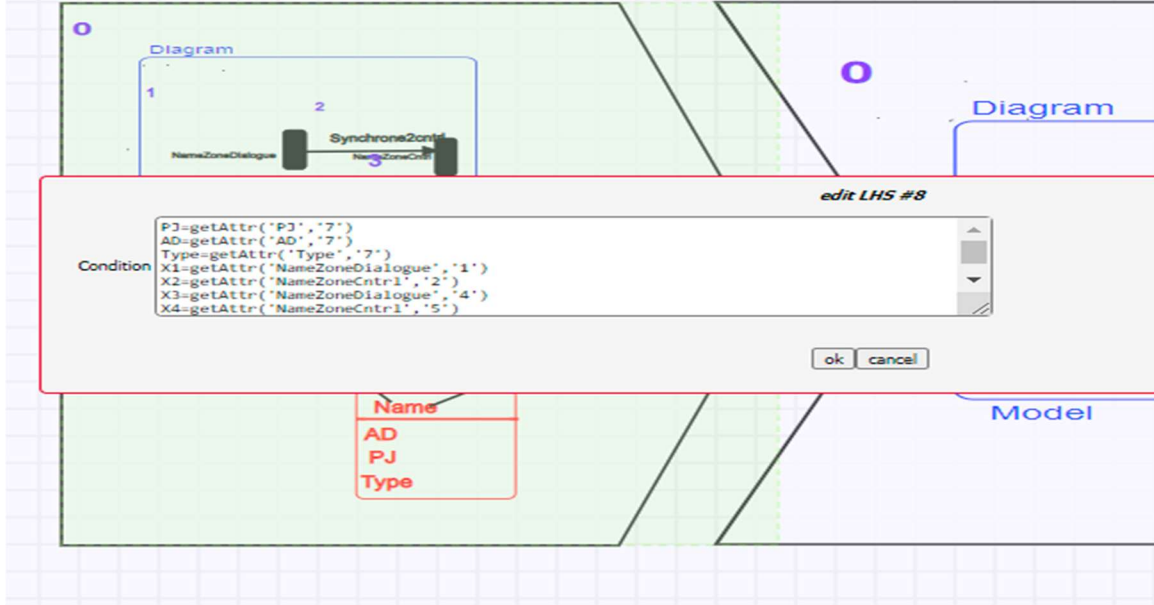 0
Diagram
1
2
Synchrone2cntrl
NameZoneDialogue
NameZoneCntrl
3
0
Diagram
edit LHS #8
Condition
PJ=getAttr('PJ','7')
AD=getAttr('AD','7')
Type=getAttr('Type','7')
X1=getAttr('NameZoneDialogue','1')
X2=getAttr('NameZoneCntrl','2')
X3=getAttr('NameZoneDialogue','4')
X4=getAttr('NameZoneCntrl','5')
ok cancel
Name
AD
PJ
Type
Model